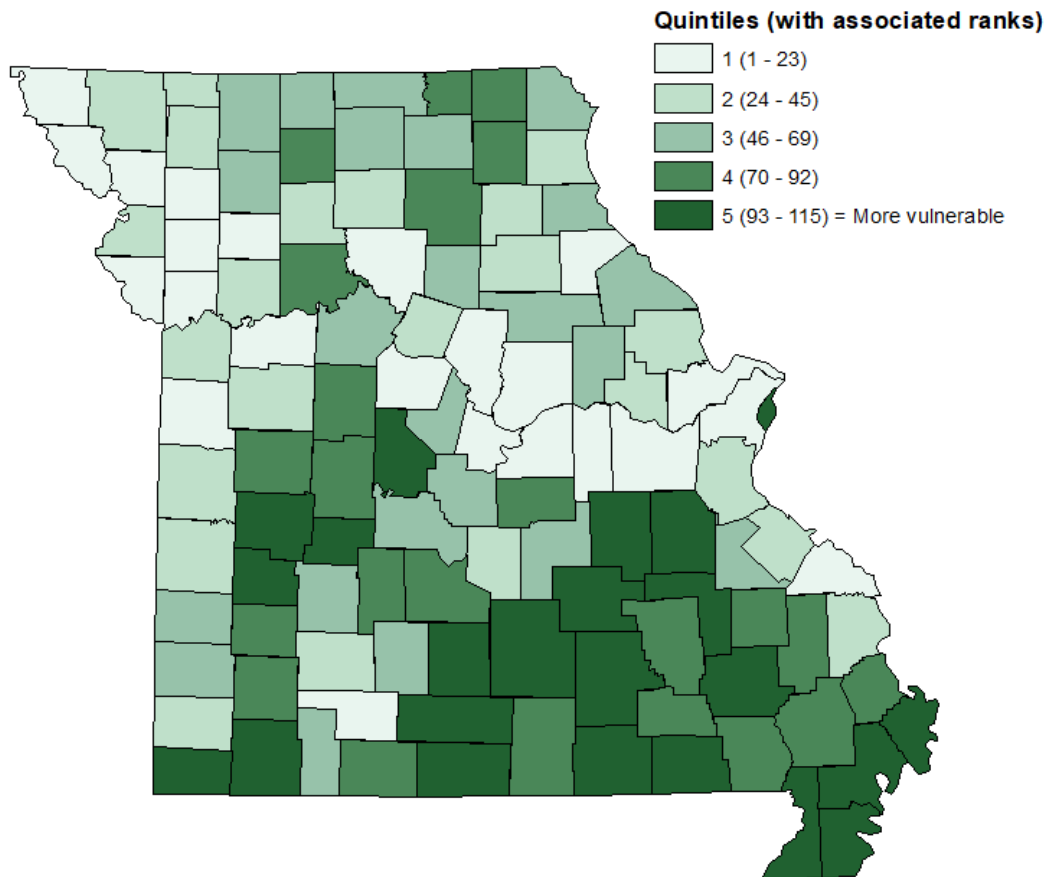 Quintiles (with associated ranks)
1 (1 - 23)
2 (24 - 45)
3 (46 - 69)
4 (70 - 92)
5 (93 - 115) = More vulnerable